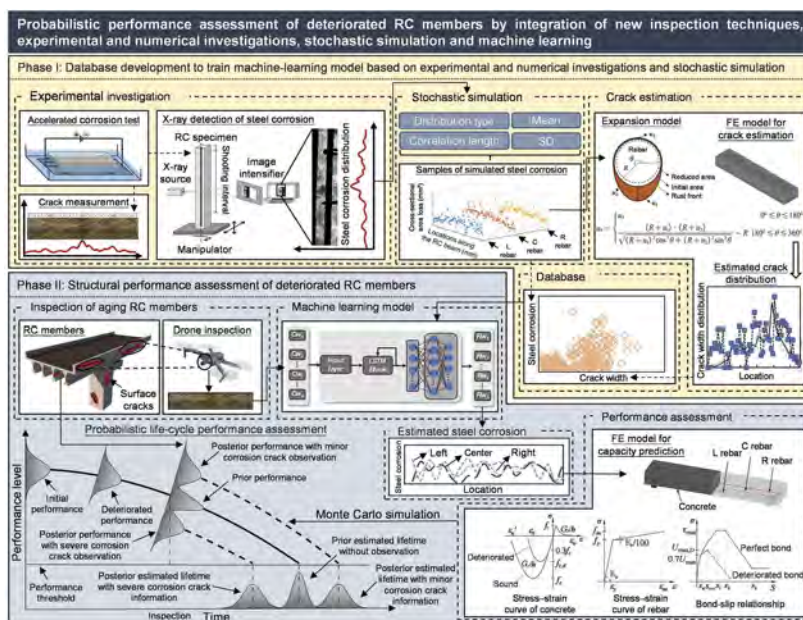 Probabilistic performance assessment of deteriorated RC members by integration of new inspection techniques,
experimental and numerical investigations, stochastic simulation and machine learning
Phase I: Database development to train machine-learning model based on experimental and numerical investigations and stochastic simulation
Experimental investigation
Accelerated corrosion test
Crack measurement
X-ray detection of steel corrosion
RC specimen
X-ray
source
Shooting
interval
Image
intensifier
Manipulator
Steel corrosion distribution
Stochastic simulation
Distribution type
Mean
Correlation length
SD
Samples of simulated steel corrosion
Cross-sectional
area loss (mm²)
Locations along
the RC beam (mm)
L
rebar
C
rebar
R
rebar
Crack estimation
Expansion model
Rebar
R
θ
Reduced area
Initial area
Rust front
FE model for
crack estimation
0° ≤ θ ≤ 180°
180° ≤ θ ≤ 360°
Estimated crack
distribution
Crack width distribution
Location
Database
Steel corrosion
Crack width
Phase II: Structural performance assessment of deteriorated RC members
Inspection of aging RC members
RC members
Surface
cracks
Drone inspection
Machine learning model
Input
layer
LSTM
Block
Estimated steel corrosion
Steel corrosion
Left
Center
Right
Location
Performance assessment
FE model for
capacity prediction
L rebar
C rebar
R rebar
Concrete
Deteriorated
Sound
Stress–strain
curve of concrete
Stress–strain
curve of rebar
Perfect bond
Deteriorated bond
Bond-slip relationship
Probabilistic life-cycle performance assessment
Performance level
Initial
performance
Deteriorated
performance
Posterior performance with minor
corrosion crack observation
Prior performance
Posterior performance
with severe corrosion
crack observation
Monte Carlo simulation
Prior estimated lifetime
without observation
Performance
threshold
Posterior estimated lifetime
with severe corrosion crack
information
Posterior estimated
lifetime with minor
corrosion crack
information
Inspection
Time